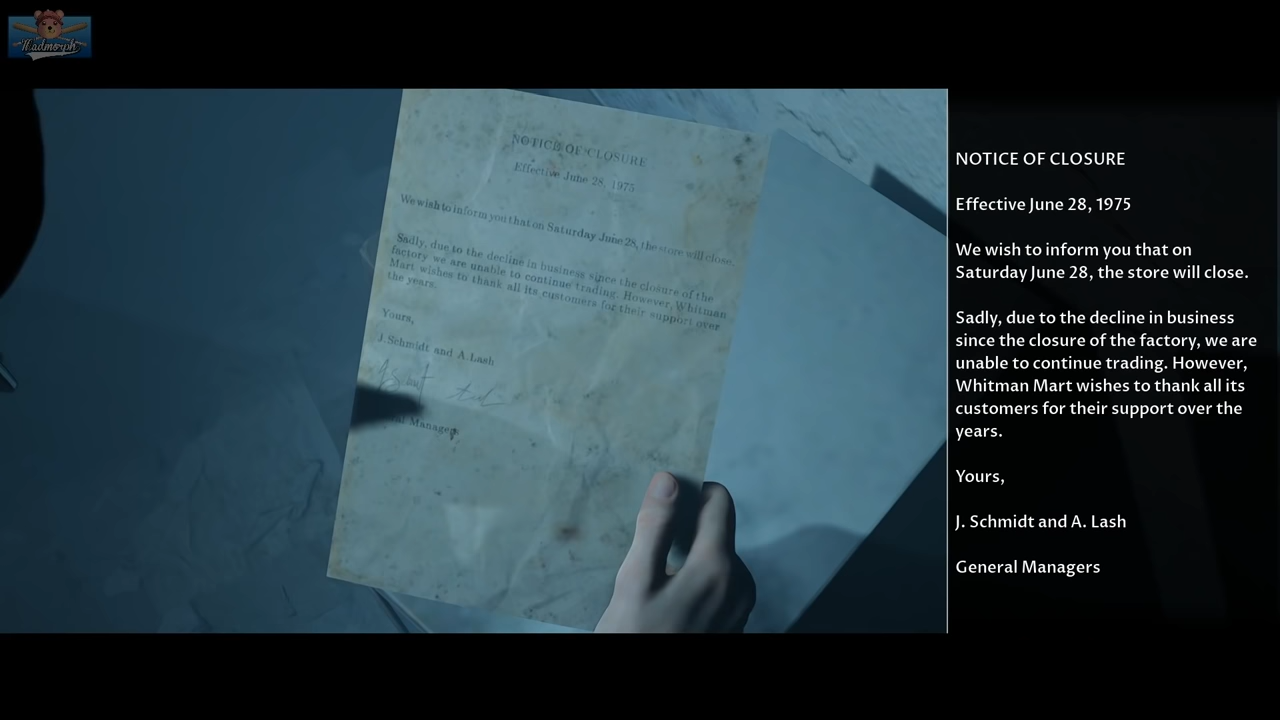 Madmorph
NOTICE OF CLOSURE
Effective June 28, 1975
We wish to inform you that on Saturday June 28, the store will close.
Sadly, due to the decline in business since the closure of the
factory we are unable to continue trading. However, Whitman
Mart wishes to thank all its customers for their support over
the years.
Yours,
J.Schmidt and A.Lash
Managers
NOTICE OF CLOSURE
Effective June 28, 1975
We wish to inform you that on
Saturday June 28, the store will close.
Sadly, due to the decline in business
since the closure of the factory, we are
unable to continue trading. However,
Whitman Mart wishes to thank all its
customers for their support over the
years.
Yours,
J. Schmidt and A. Lash
General Managers